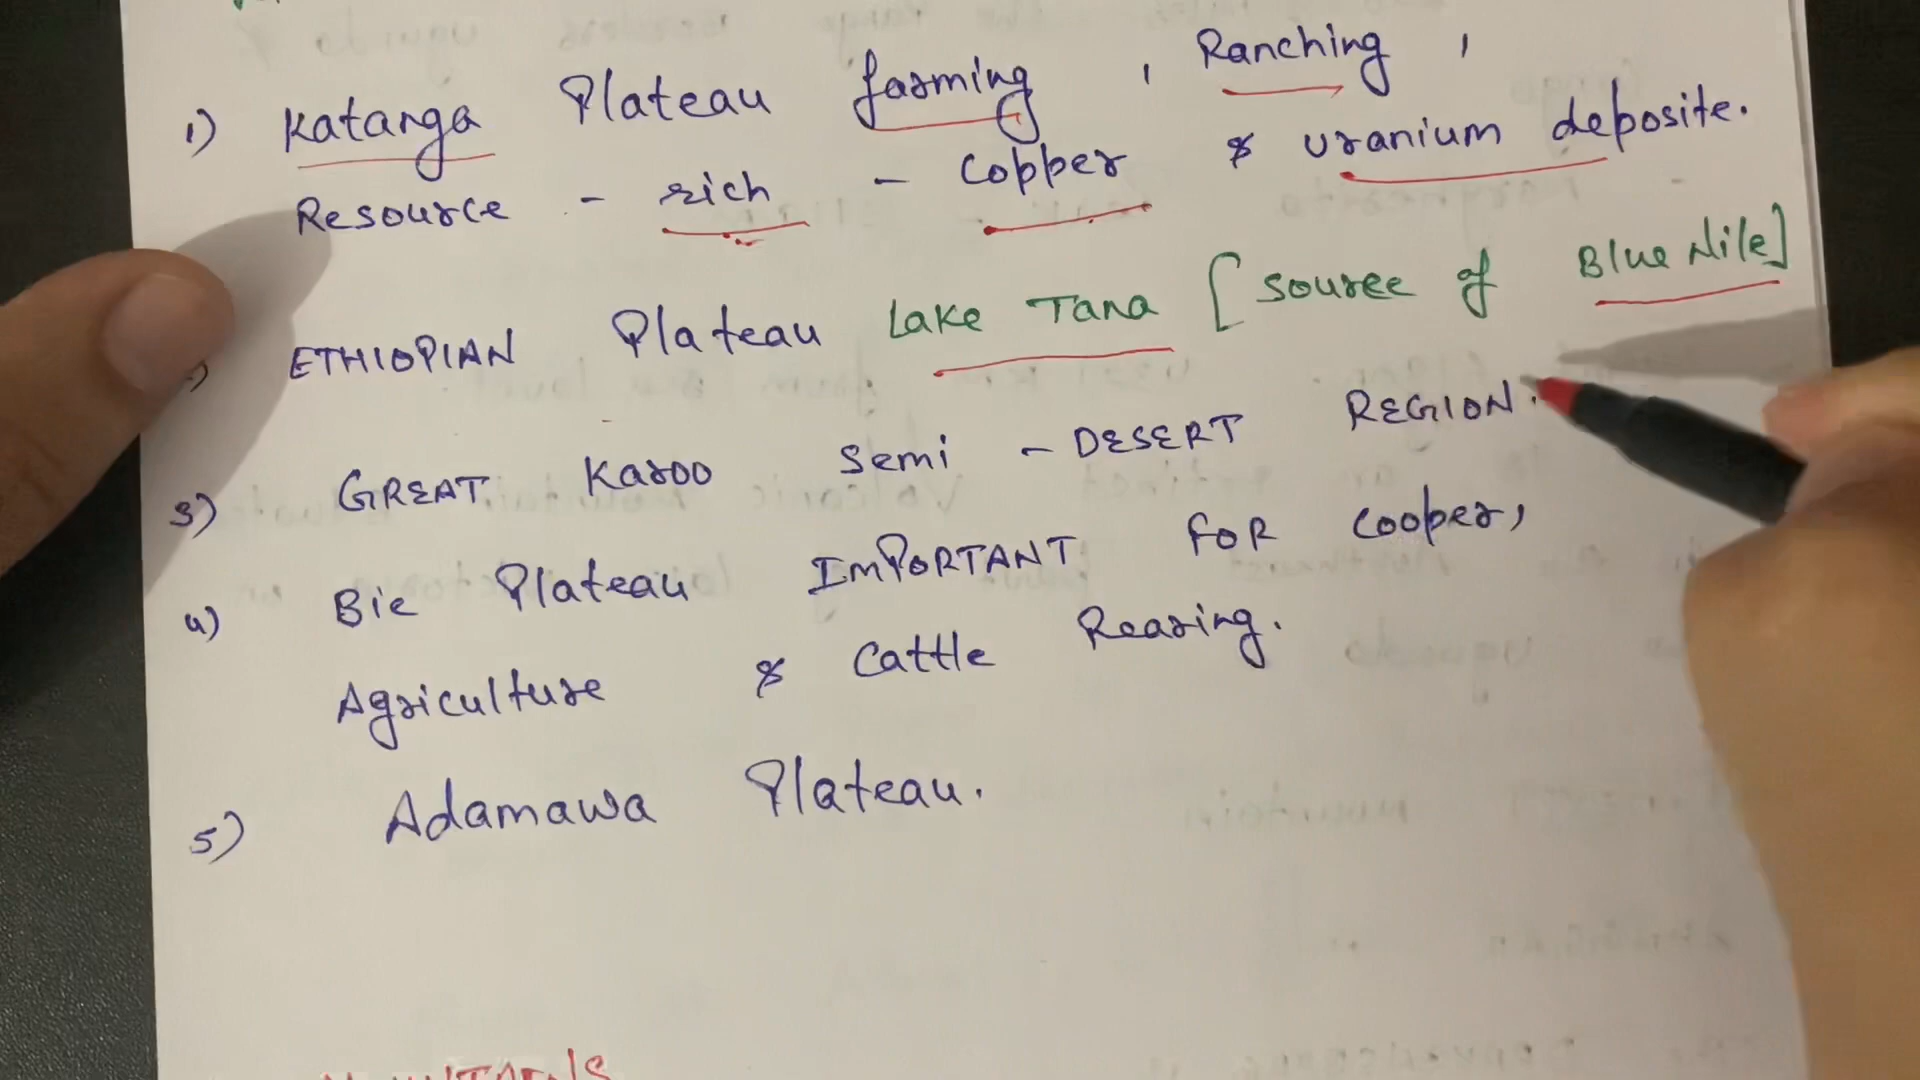 1) Katanga Plateau farming , Ranching ,
Resource - rich - Copper & uranium deposite.
ETHIOPIAN Plateau Lake Tana [source of Blue Nile]
3) GREAT Karoo Semi - DESERT REGION.
4) Bie Plateau IMPORTANT FOR Cooper,
Agriculture & Cattle Rearing.
5) Adamawa Plateau.